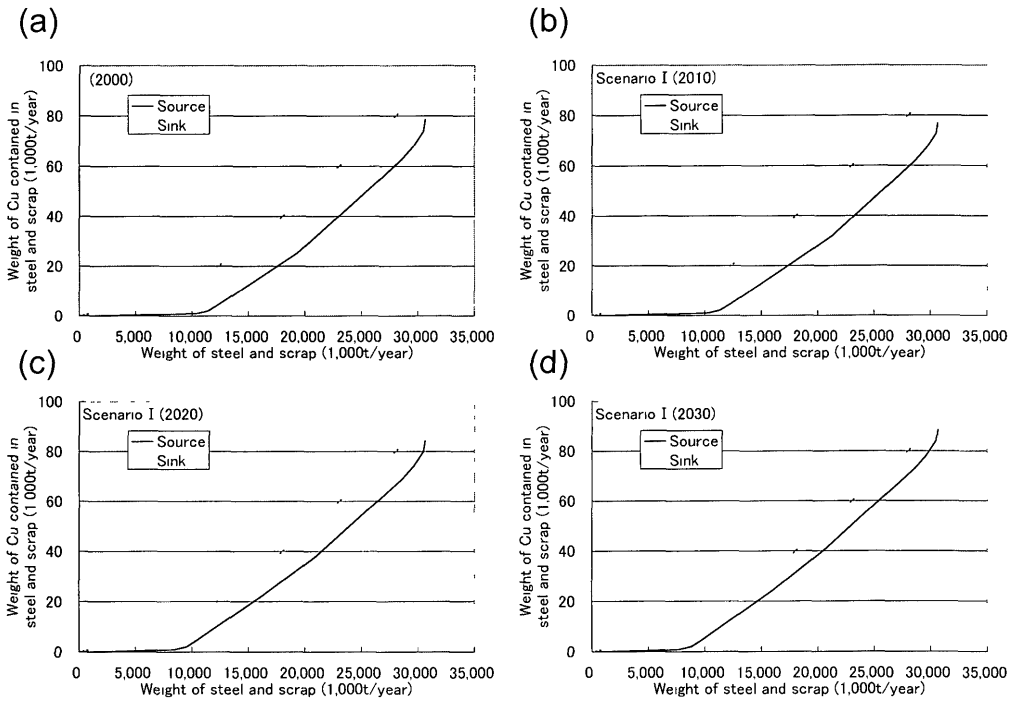 (a)
(b)
100
80
60
40
20
0
(2000)
Source
Sink
Weight of Cu contained in
steel and scrap (1,000t/year)
0 5,000 10,000 15,000 20,000 25,000 30,000 35,000
Weight of steel and scrap (1,000t/year)
100
80
60
40
20
0
Scenario I (2010)
Source
Sink
Weight of Cu contained in
steel and scrap (1,000t/year)
0 5,000 10,000 15,000 20,000 25,000 30,000 35,000
Weight of steel and scrap (1,000t/year)
(c)
(d)
100
80
60
40
20
0
Scenario I (2020)
Source
Sink
Weight of Cu contained in
steel and scrap (1 000t/year)
0 5,000 10,000 15,000 20,000 25,000 30,000 35,000
Weight of steel and scrap (1,000t/year)
100
80
60
40
20
0
Scenario I (2030)
Source
Sink
Weight of Cu contained in
steel and scrap (1,000t/year)
0 5,000 10,000 15,000 20,000 25,000 30,000 35,000
Weight of steel and scrap (1,000t/year)